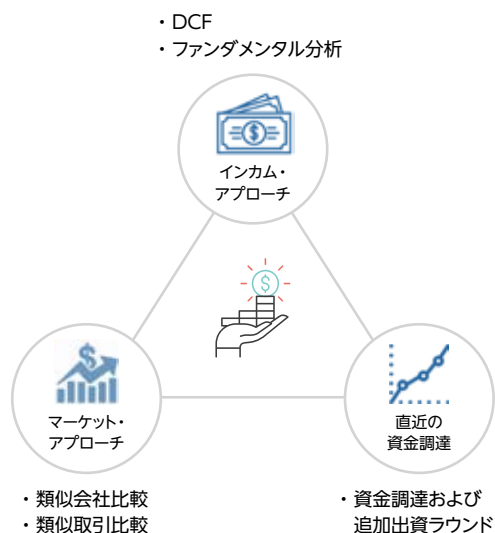 ・DCF
・ファンダメンタル分析
インカム・
アプローチ
マーケット・
アプローチ
直近の
資金調達
・類似会社比較
・類似取引比較
・資金調達および
追加出資ラウンド